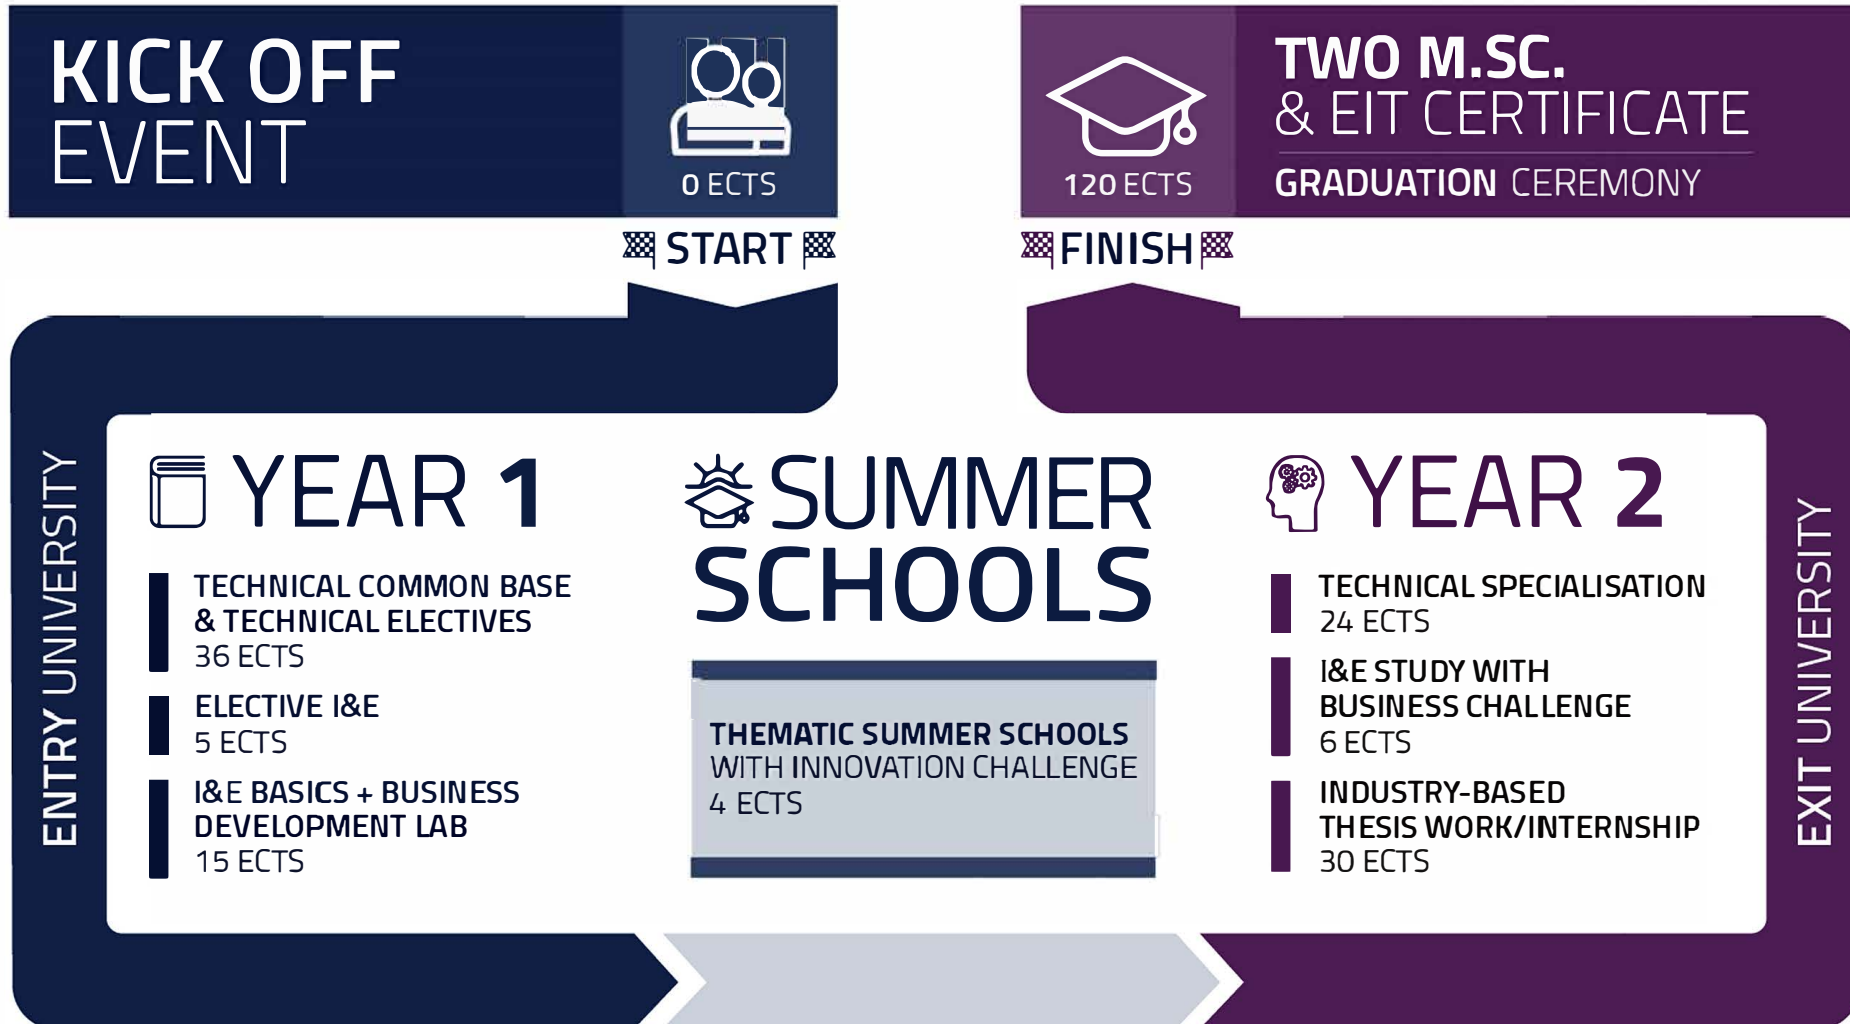 KICK OFF
EVENT
0 ECTS
START
TWO M.SC.
& EIT CERTIFICATE
GRADUATION CEREMONY
120 ECTS
FINISH
ENTRY UNIVERSITY
YEAR 1
TECHNICAL COMMON BASE
& TECHNICAL ELECTIVES
36 ECTS
ELECTIVE I&E
5 ECTS
I&E BASICS + BUSINESS
DEVELOPMENT LAB
15 ECTS
SUMMER
SCHOOLS
THEMATIC SUMMER SCHOOLS
WITH INNOVATION CHALLENGE
4 ECTS
YEAR 2
TECHNICAL SPECIALISATION
24 ECTS
I&E STUDY WITH
BUSINESS CHALLENGE
6 ECTS
INDUSTRY-BASED
THESIS WORK/INTERNSHIP
30 ECTS
EXIT UNIVERSITY